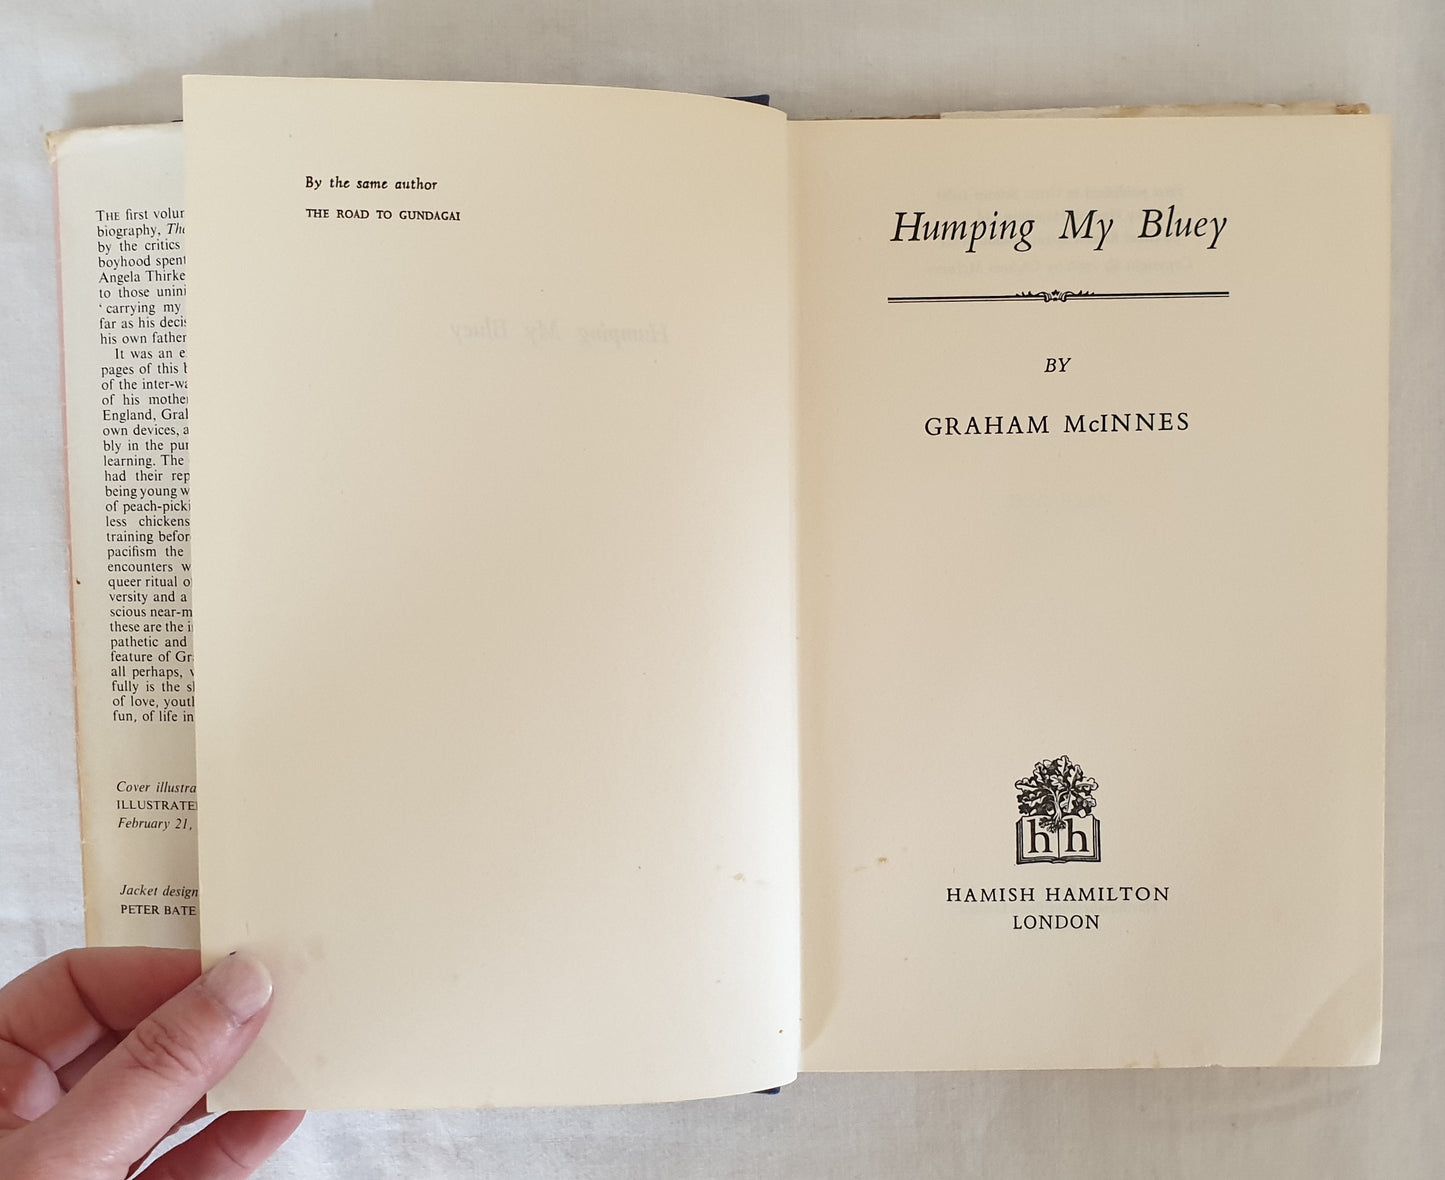 THE first volu
biography, The
by the critics
boyhood spent
Angela Thirke
to those unini
‘carrying my
far as his decis
his own father
It was an e
pages of this b
of the inter-wa
of his mother
England, Grah
own devices, a
bly in the pur
learning. The
had their rep
being young w
of peach-picki
less chickens
training befor
pacifism the
encounters w
queer ritual o
versity and a
scious near-m
these are the i
pathetic and
feature of Gr
all perhaps,
fully is the s
of love, yout
fun, of life in
Cover illustra
ILLUSTRATE
February 21,
Jacket design
PETER BATE
By the same author
THE ROAD TO GUNDAGAI
Humping My Bluey
BY
GRAHAM McINNES
h h
HAMISH HAMILTON
LONDON